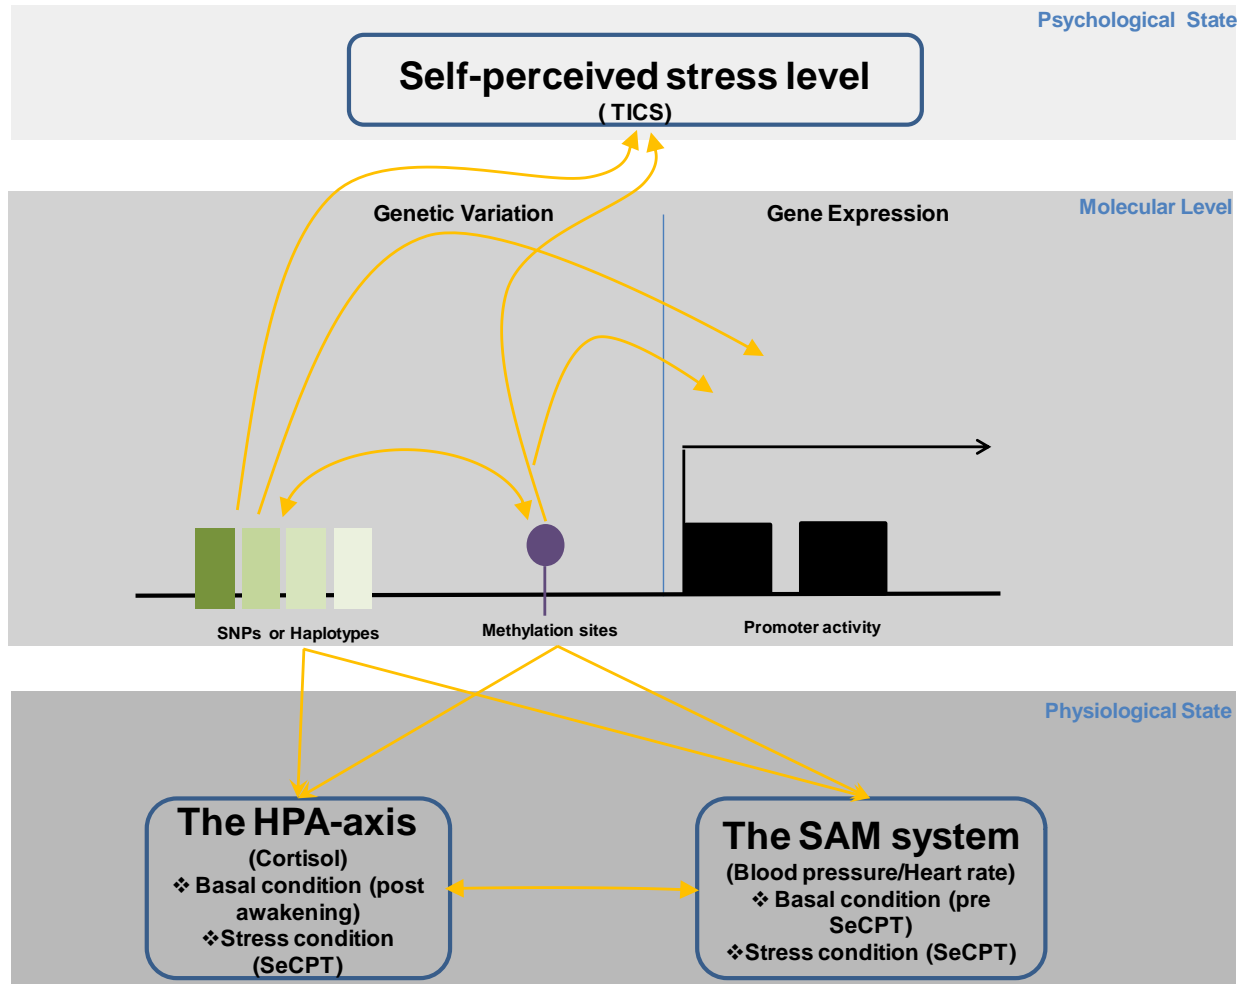 Psychological State
Self-perceived stress level
( TICS)
Molecular Level
Genetic Variation
Gene Expression
SNPs or Haplotypes
Methylation sites
Promoter activity
Physiological State
The HPA-axis
(Cortisol)
❖ Basal condition (post
awakening)
❖Stress condition
(SeCPT)
The SAM system
(Blood pressure/Heart rate)
❖ Basal condition (pre
SeCPT)
❖Stress condition (SeCPT)